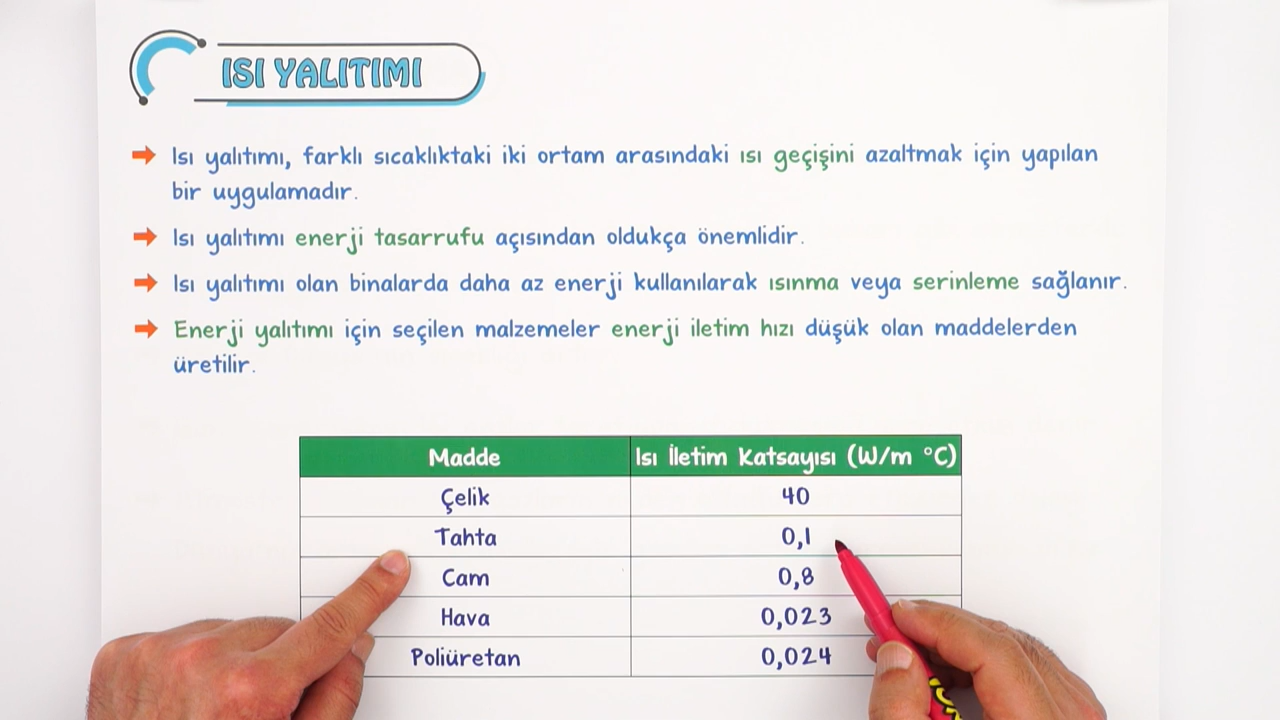 ISI YALITIMI
Isı yalıtımı, farklı sıcaklıktaki iki ortam arasındaki ısı geçişini azaltmak için yapılan
bir uygulamadır.
Isı yalıtımı enerji tasarrufu açısından oldukça önemlidir.
Isı yalıtımı olan binalarda daha az enerji kullanılarak ısınma veya serinleme sağlanır.
Enerji yalıtımı için seçilen malzemeler enerji iletim hızı düşük olan maddelerden
üretilir.
Madde Isı İletim Katsayısı (W/m °C)
Çelik 40
Tahta 0,1
Cam 0,8
Hava 0,023
Poliüretan 0,024